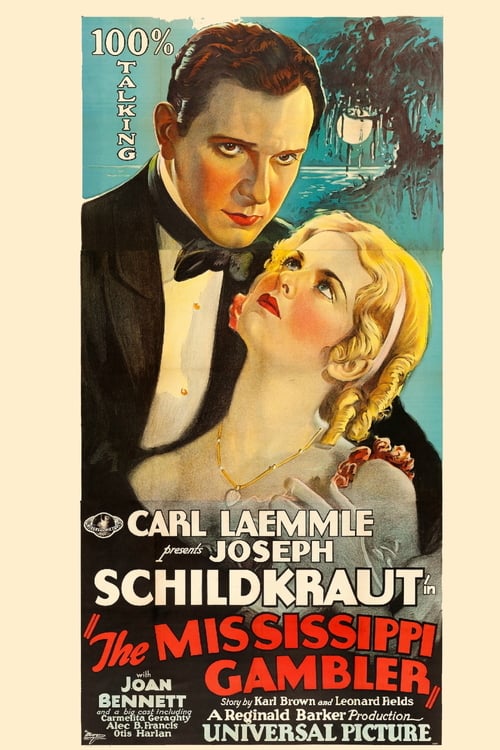 100%
TALKING
CARL LAEMMLE
presents JOSEPH
SCHILDKRAUT in
"The MISSISSIPPI
GAMBLER"
with
JOAN
BENNETT
and a big cast including
Carmelita Geraghty
Alec B. Francis
Otis Harlan
Story by Karl Brown and Leonard Fields
A Reginald Barker Production
UNIVERSAL PICTURE